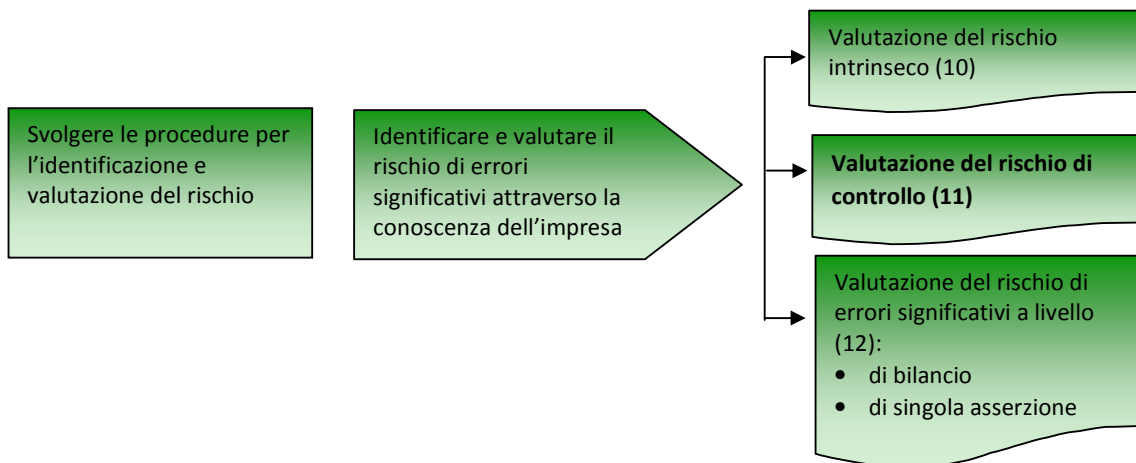 Svolgere le procedure per
l'identificazione e
valutazione del rischio
Identificare e valutare il
rischio di errori
significativi attraverso la
conoscenza dell'impresa
Valutazione del rischio
intrinseco (10)
Valutazione del rischio di
controllo (11)
Valutazione del rischio di
errori significativi a livello
(12):
• di bilancio
• di singola asserzione